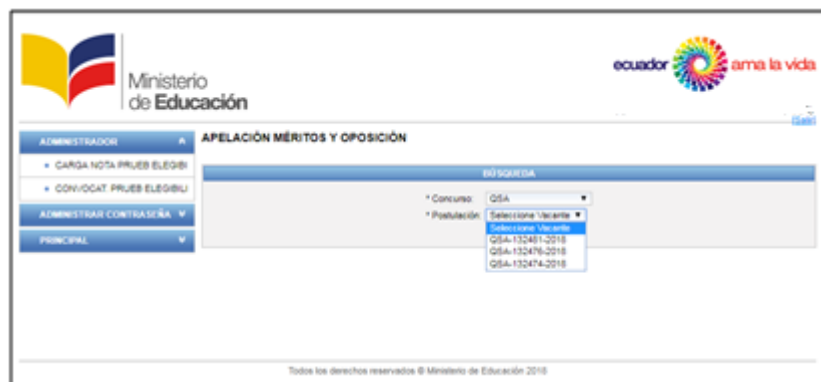 Ministerio
de Educación
ecuador ama la vida
(Salir)
ADMINISTRADOR
CARGA NOTA PRUEB ELEGIBI
CONVOCAT. PRUEB ELEGIBILI
ADMINISTRAR CONTRASEÑA
PRINCIPAL
APELACIÓN MÉRITOS Y OPOSICIÓN
BÚSQUEDA
* Concurso: QSA
* Postulación: Seleccione Vacante
Seleccione Vacante
QSA-132481-2018
QSA-132476-2018
QSA-132474-2018
Todos los derechos reservados © Ministerio de Educación 2018